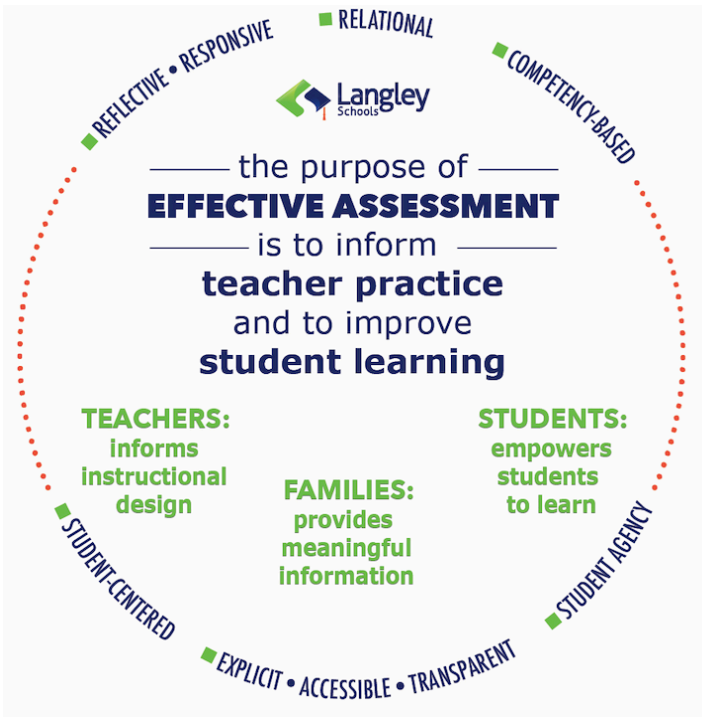 REFLECTIVE • RESPONSIVE
RELATIONAL
COMPETENCY-BASED
Langley
Schools
the purpose of
EFFECTIVE ASSESSMENT
is to inform
teacher practice
and to improve
student learning
TEACHERS:
informs
instructional
design
FAMILIES:
provides
meaningful
information
STUDENTS:
empowers
students
to learn
STUDENT-CENTERED
EXPLICIT • ACCESSIBLE • TRANSPARENT
STUDENT AGENCY